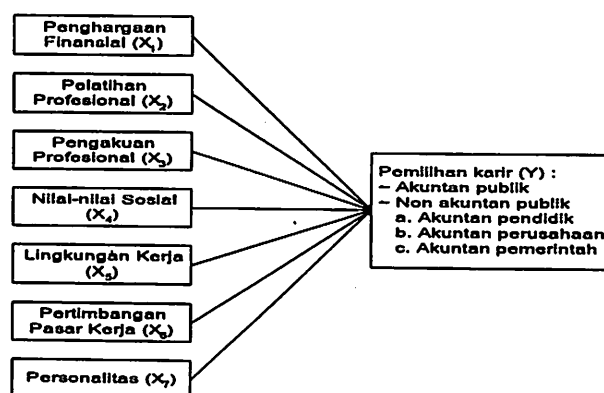 Penghargaan
Finansial (X₁)
Pelatihan
Profesional (X₂)
Pengakuan
Profesional (X₃)
Nilai-nilai Sosial
(X₄)
Lingkungan Kerja
(X₅)
Pertimbangan
Pasar Kerja (X₆)
Personalitas (X₇)
Pemilihan karir (Y) :
– Akuntan publik
– Non akuntan publik
a. Akuntan pendidik
b. Akuntan perusahaan
c. Akuntan pemerintah